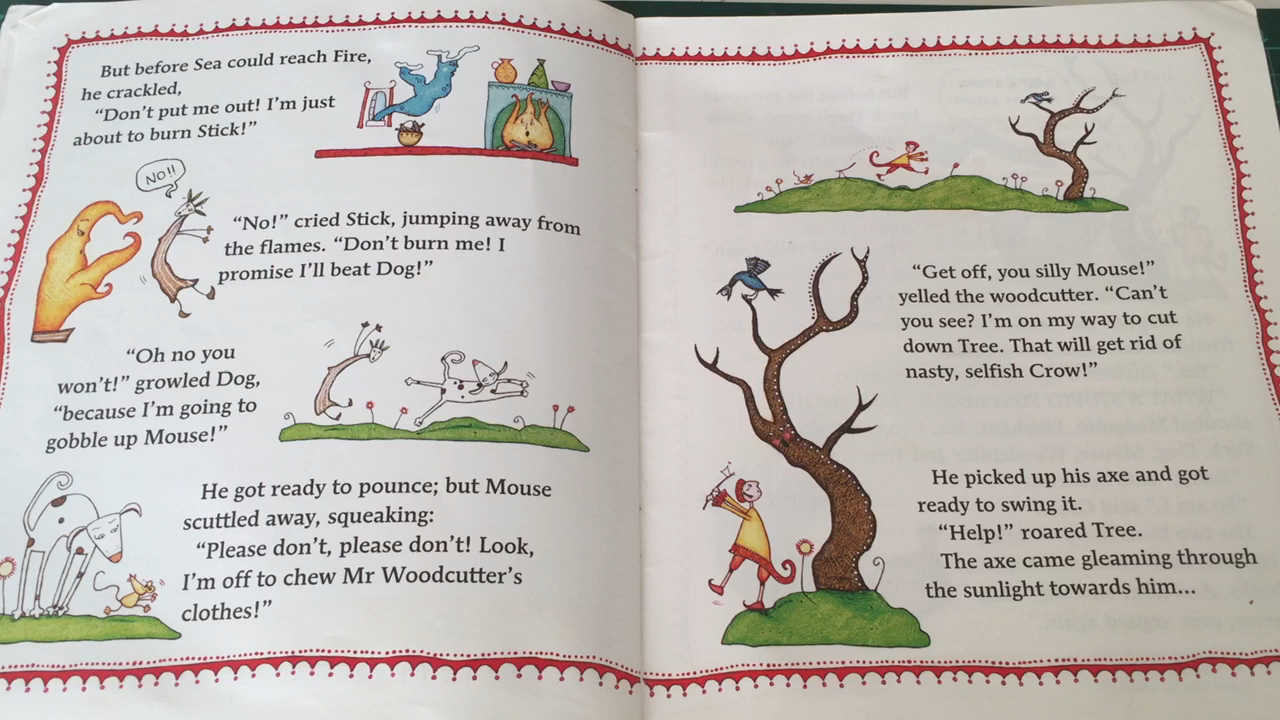 But before Sea could reach Fire,
he crackled,
“Don't put me out! I'm just
about to burn Stick!”
NO!!
“No!” cried Stick, jumping away from
the flames. “Don't burn me! I
promise I'll beat Dog!”
“Oh no you
won't!” growled Dog,
“because I'm going to
gobble up Mouse!”
He got ready to pounce; but Mouse
scuttled away, squeaking:
“Please don't, please don't! Look,
I'm off to chew Mr Woodcutter's
clothes!”
“Get off, you silly Mouse!”
yelled the woodcutter. “Can't
you see? I'm on my way to cut
down Tree. That will get rid of
nasty, selfish Crow!”
He picked up his axe and got
ready to swing it.
“Help!” roared Tree.
The axe came gleaming through
the sunlight towards him...